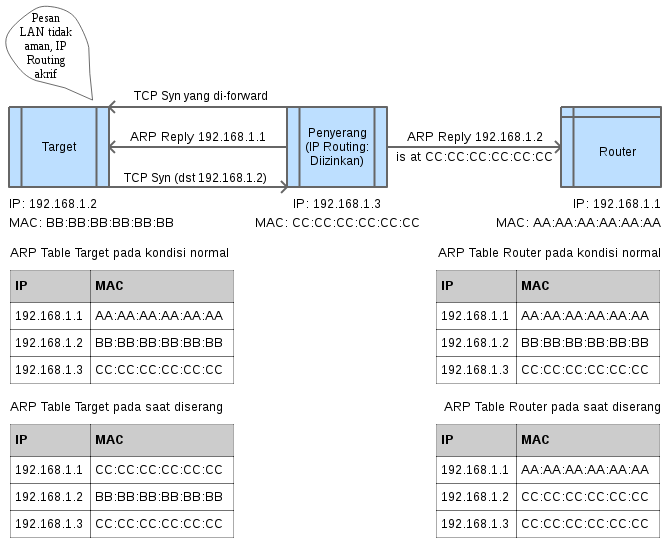 Pesan
LAN tidak
aman, IP
Routing
akrif
TCP Syn yang di-forward
Target
ARP Reply 192.168.1.1
Penyerang
(IP Routing:
Diizinkan)
ARP Reply 192.168.1.2
is at CC:CC:CC:CC:CC:CC
Router
TCP Syn (dst 192.168.1.2)
IP: 192.168.1.2
MAC: BB:BB:BB:BB:BB:BB
IP: 192.168.1.3
MAC: CC:CC:CC:CC:CC:CC
IP: 192.168.1.1
MAC: AA:AA:AA:AA:AA:AA
ARP Table Target pada kondisi normal
IP MAC
192.168.1.1 AA:AA:AA:AA:AA:AA
192.168.1.2 BB:BB:BB:BB:BB:BB
192.168.1.3 CC:CC:CC:CC:CC:CC
ARP Table Router pada kondisi normal
IP MAC
192.168.1.1 AA:AA:AA:AA:AA:AA
192.168.1.2 BB:BB:BB:BB:BB:BB
192.168.1.3 CC:CC:CC:CC:CC:CC
ARP Table Target pada saat diserang
IP MAC
192.168.1.1 CC:CC:CC:CC:CC:CC
192.168.1.2 BB:BB:BB:BB:BB:BB
192.168.1.3 CC:CC:CC:CC:CC:CC
ARP Table Router pada saat diserang
IP MAC
192.168.1.1 AA:AA:AA:AA:AA:AA
192.168.1.2 CC:CC:CC:CC:CC:CC
192.168.1.3 CC:CC:CC:CC:CC:CC